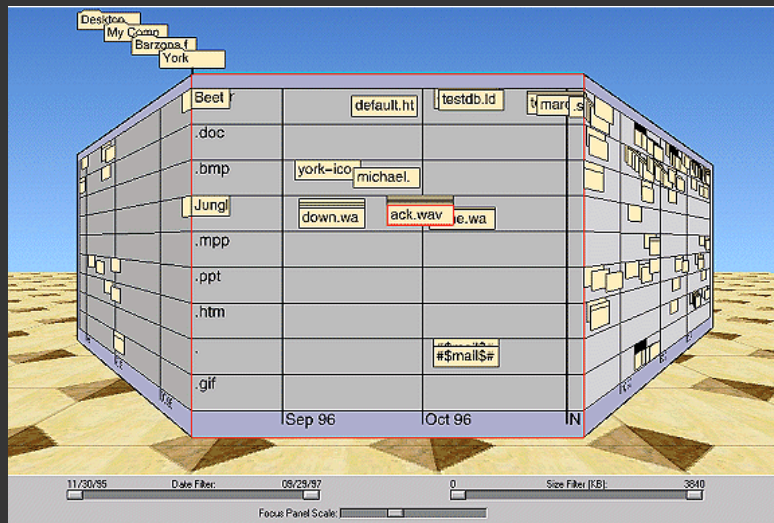 Desktop
My Comp
Barzona.f
York
Beet r
default.ht
testdb.ld
.doc
.bmp
york-ico
michael.
Jungl
down.wa
ack.wav
e.wa
.mpp
.ppt
.htm
.
#$mail$#
.gif
Sep 96
Oct 96
N
11/30/95
Date Filter:
09/29/97
0
Size Filter [KB]:
3840
Focus Panel Scale: